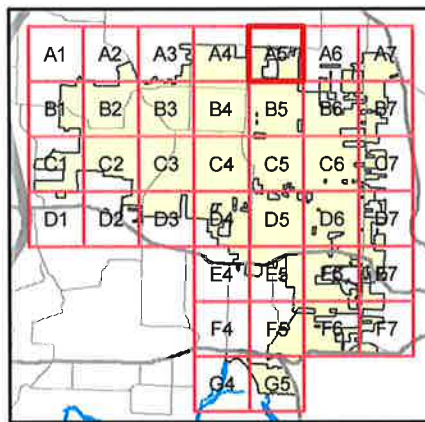 A1 A2 A3 A4 A5 A6 A7
B1 B2 B3 B4 B5 B6 B7
C1 C2 C3 C4 C5 C6 C7
D1 D2 D3 D4 D5 D6 D7
E4 E5 E6 E7
F4 F5 F6 F7
G4 G5